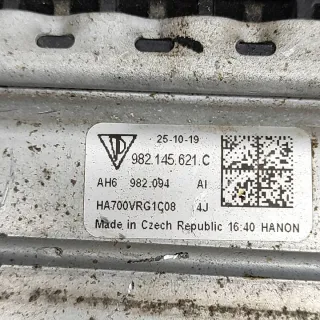 25-10-19
982.145.621.C
AH6 982.094 AI
HA700VRG1C08 4J
Made in Czech Republic 16:40 HANON